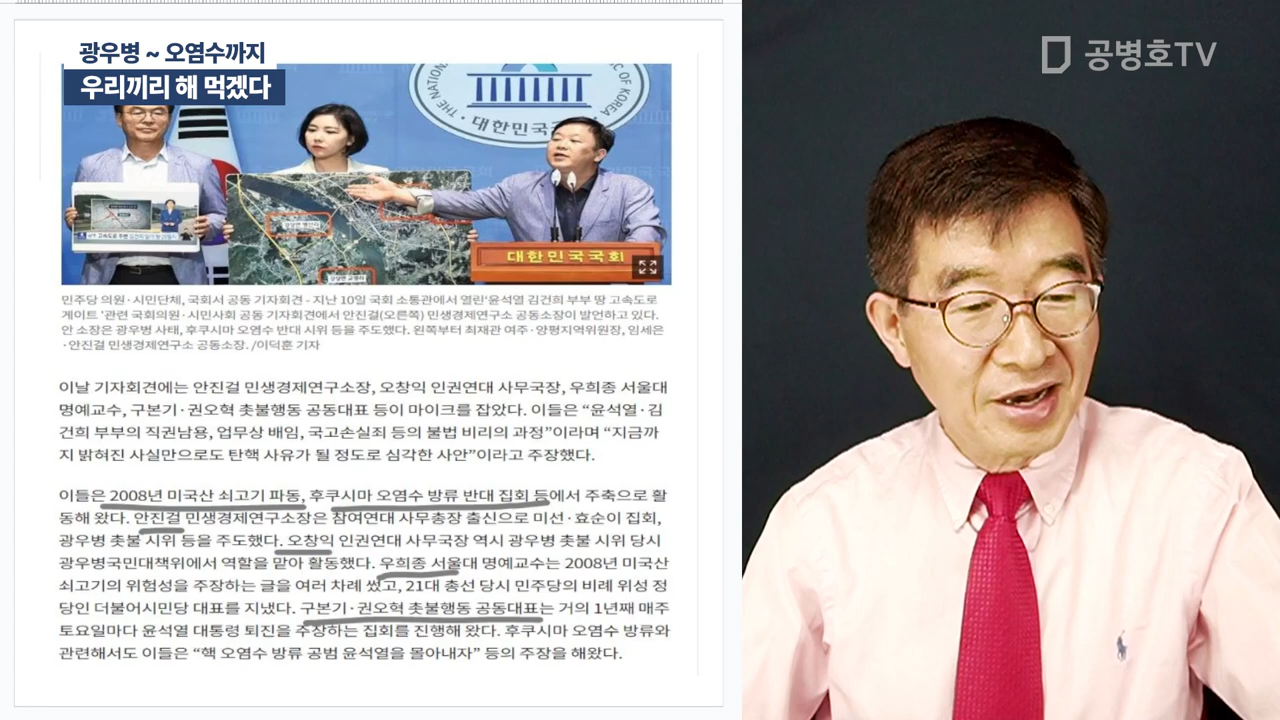 광우병 ~ 오염수까지
우리끼리 해 먹겠다
공병호TV
THE NATIONAL
IC OF KOREA
대한민국국회
대한민국국회
민주당 의원·시민단체, 국회서 공동 기자회견 - 지난 10일 국회 소통관에서 열린'윤석열 김건희 부부 땅 고속도로
게이트 '관련 국회의원·시민사회 공동 기자회견에서 안진걸(오른쪽) 민생경제연구소 공동소장이 발언하고 있다.
안 소장은 광우병 사태, 후쿠시마 오염수 반대 시위 등을 주도했다. 왼쪽부터 최재관 여주·양평지역위원장, 임세은
·안진걸 민생경제연구소 공동소장. /이덕훈 기자
이날 기자회견에는 안진걸 민생경제연구소장, 오창익 인권연대 사무국장, 우희종 서울대
명예교수, 구본기·권오혁 촛불행동 공동대표 등이 마이크를 잡았다. 이들은 “윤석열·김
건희 부부의 직권남용, 업무상 배임, 국고손실죄 등의 불법 비리의 과정”이라며 “지금까
지 밝혀진 사실만으로도 탄핵 사유가 될 정도로 심각한 사안”이라고 주장했다.
이들은 2008년 미국산 쇠고기 파동, 후쿠시마 오염수 방류 반대 집회 등에서 주축으로 활
동해 왔다. 안진걸 민생경제연구소장은 참여연대 사무총장 출신으로 미선·효순이 집회,
광우병 촛불 시위 등을 주도했다. 오창익 인권연대 사무국장 역시 광우병 촛불 시위 당시
광우병국민대책위에서 역할을 맡아 활동했다. 우희종 서울대 명예교수는 2008년 미국산
쇠고기의 위험성을 주장하는 글을 여러 차례 썼고, 21대 총선 당시 민주당의 비례 위성 정
당인 더불어시민당 대표를 지냈다. 구본기·권오혁 촛불행동 공동대표는 거의 1년째 매주
토요일마다 윤석열 대통령 퇴진을 주장하는 집회를 진행해 왔다. 후쿠시마 오염수 방류와
관련해서도 이들은 “핵 오염수 방류 공범 윤석열을 몰아내자” 등의 주장을 해왔다.